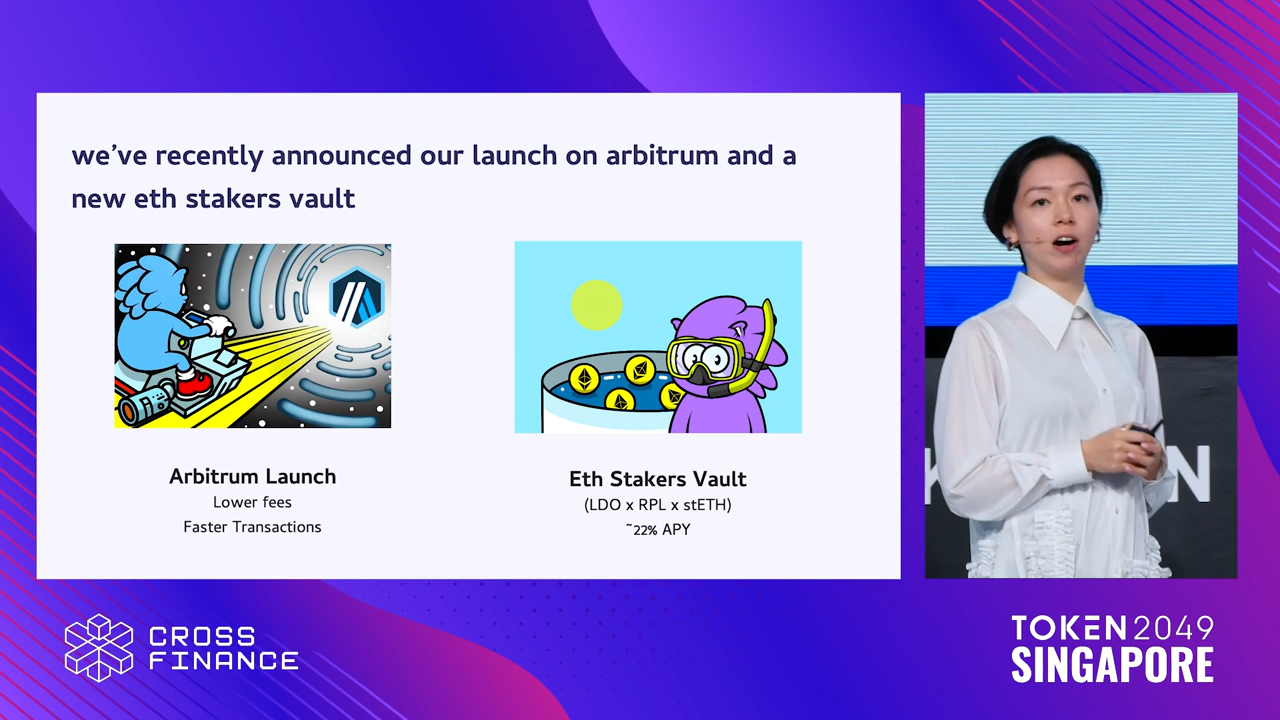 we've recently announced our launch on arbitrum and a
new eth stakers vault
Arbitrum Launch
Lower fees
Faster Transactions
Eth Stakers Vault
(LDO x RPL x stETH)
~22% APY
CROSS
FINANCE
TOKEN2049
SINGAPORE